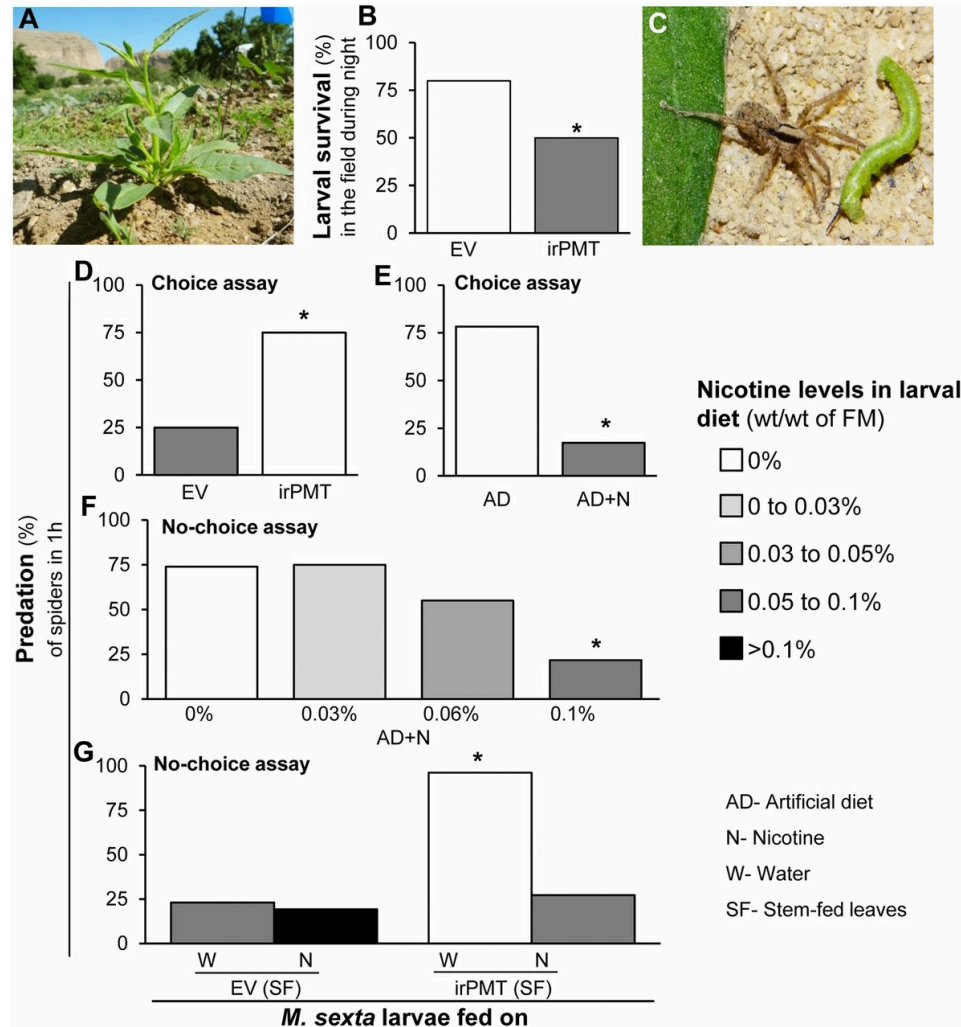 A
B
Larval survival (%)
in the field during night
100
75
50
25
0
*
EV
irPMT
C
D
Choice assay
100
75
50
25
0
*
EV
irPMT
E
Choice assay
100
75
50
25
0
*
AD
AD+N
Predation (%)
of spiders in 1h
F
No-choice assay
100
75
50
25
0
*
0%
0.03%
0.06%
0.1%
AD+N
G
No-choice assay
100
75
50
25
0
*
W
N
W
N
EV (SF)
irPMT (SF)
M. sexta larvae fed on
Nicotine levels in larval
diet (wt/wt of FM)
0%
0 to 0.03%
0.03 to 0.05%
0.05 to 0.1%
>0.1%
AD- Artificial diet
N- Nicotine
W- Water
SF- Stem-fed leaves